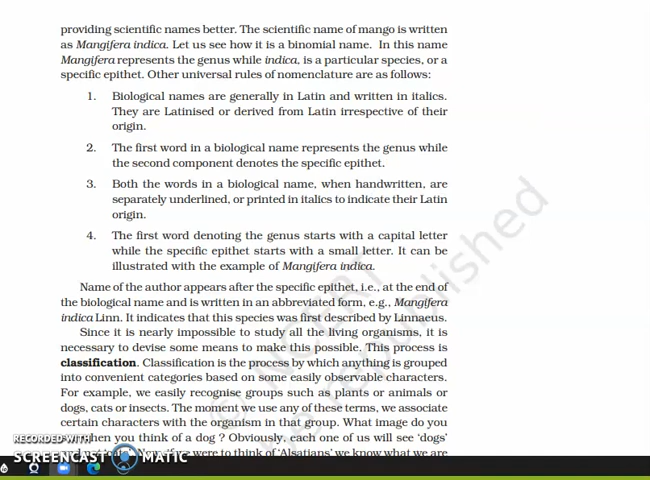 providing scientific names better. The scientific name of mango is written
as Mangifera indica. Let us see how it is a binomial name. In this name
Mangifera represents the genus while indica, is a particular species, or a
specific epithet. Other universal rules of nomenclature are as follows:
1. Biological names are generally in Latin and written in italics.
They are Latinised or derived from Latin irrespective of their
origin.
2. The first word in a biological name represents the genus while
the second component denotes the specific epithet.
3. Both the words in a biological name, when handwritten, are
separately underlined, or printed in italics to indicate their Latin
origin.
4. The first word denoting the genus starts with a capital letter
while the specific epithet starts with a small letter. It can be
illustrated with the example of Mangifera indica.
Name of the author appears after the specific epithet, i.e., at the end of
the biological name and is written in an abbreviated form, e.g., Mangifera
indica Linn. It indicates that this species was first described by Linnaeus.
Since it is nearly impossible to study all the living organisms, it is
necessary to devise some means to make this possible. This process is
classification. Classification is the process by which anything is grouped
into convenient categories based on some easily observable characters.
For example, we easily recognise groups such as plants or animals or
dogs, cats or insects. The moment we use any of these terms, we associate
certain characters with the organism in that group. What image do you
when you think of a dog ? Obviously, each one of us will see 'dogs'
were to think of 'Alsatians' we know what we are
© NCERT
be republished
RECORDED WITH
SCREENCAST MATIC